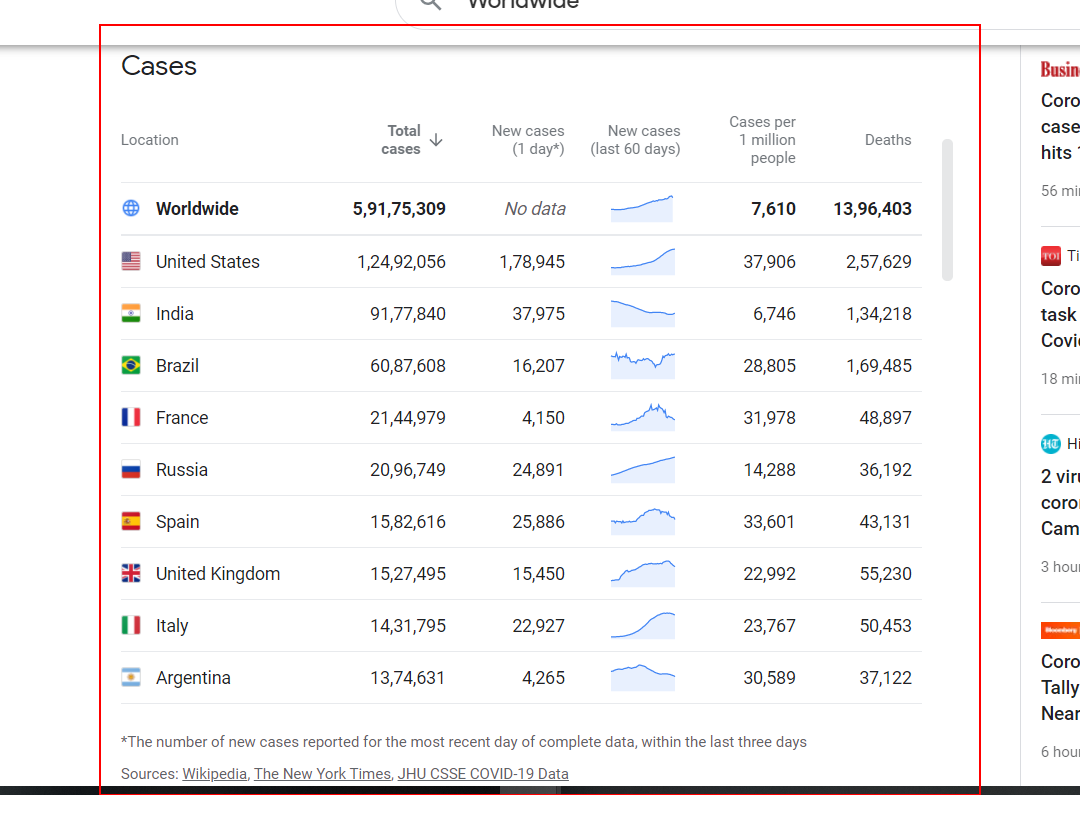 Worldwide
Cases
Location
Total cases
New cases (1 day*)
New cases (last 60 days)
Cases per 1 million people
Deaths
Worldwide 5,91,75,309 No data 7,610 13,96,403
United States 1,24,92,056 1,78,945 37,906 2,57,629
India 91,77,840 37,975 6,746 1,34,218
Brazil 60,87,608 16,207 28,805 1,69,485
France 21,44,979 4,150 31,978 48,897
Russia 20,96,749 24,891 14,288 36,192
Spain 15,82,616 25,886 33,601 43,131
United Kingdom 15,27,495 15,450 22,992 55,230
Italy 14,31,795 22,927 23,767 50,453
Argentina 13,74,631 4,265 30,589 37,122
*The number of new cases reported for the most recent day of complete data, within the last three days
Sources: Wikipedia, The New York Times, JHU CSSE COVID-19 Data
Busin
Coro
case
hits
56 mi
TOI Ti
Coro
task
Covi
18 mi
HT Hi
2 viru
coro
Cam
3 hour
Bloomberg
Coro
Tally
Near
6 hour